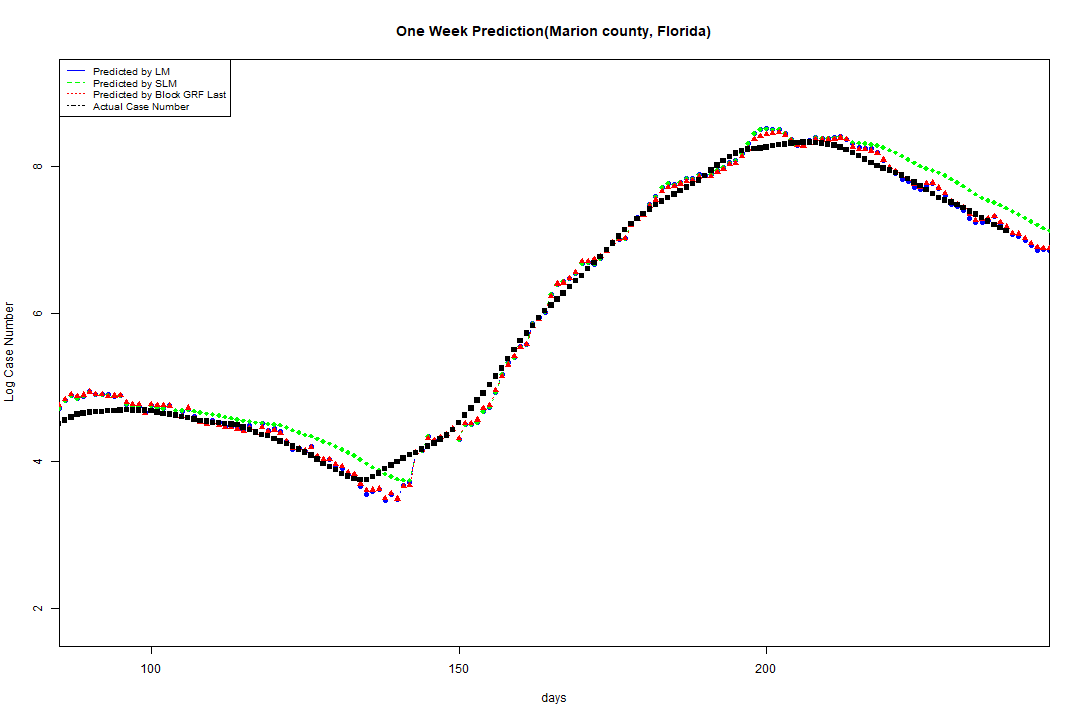 One Week Prediction(Marion county, Florida)
Predicted by LM
Predicted by SLM
Predicted by Block GRF Last
Actual Case Number
Log Case Number
8
6
4
2
100 150 200
days